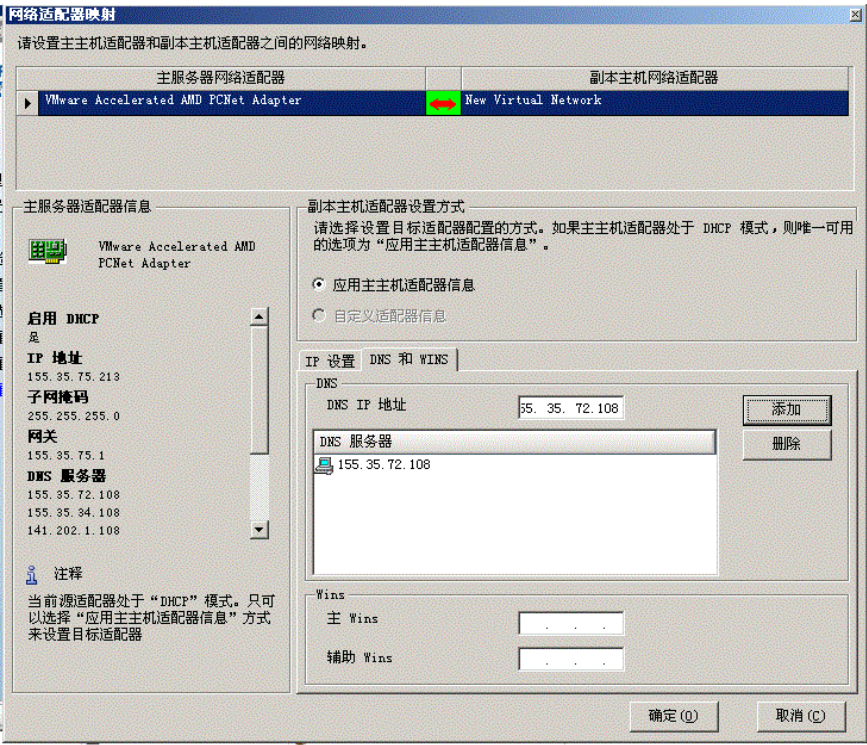 网络适配器映射
请设置主主机适配器和副本主机适配器之间的网络映射。
主服务器网络适配器
副本主机网络适配器
VMware Accelerated AMD PCNet Adapter
New Virtual Network
主服务器适配器信息
VMware Accelerated AMD
PCNet Adapter
启用 DHCP
是
IP 地址
155.35.75.213
子网掩码
255.255.255.0
网关
155.35.75.1
DNS 服务器
155.35.72.108
155.35.34.108
141.202.1.108
注释
当前源适配器处于“DHCP”模式。只可
以选择“应用主主机适配器信息”方式
来设置目标适配器
副本主机适配器设置方式
请选择设置目标适配器配置的方式。如果主主机适配器处于 DHCP 模式，则唯一可用
的选项为“应用主主机适配器信息”。
应用主主机适配器信息
自定义适配器信息
IP 设置
DNS 和 WINS
DNS
DNS IP 地址
55. 35. 72.108
添加
DNS 服务器
删除
155.35.72.108
Wins
主 Wins
. . .
辅助 Wins
. . .
确定(O)
取消(C)